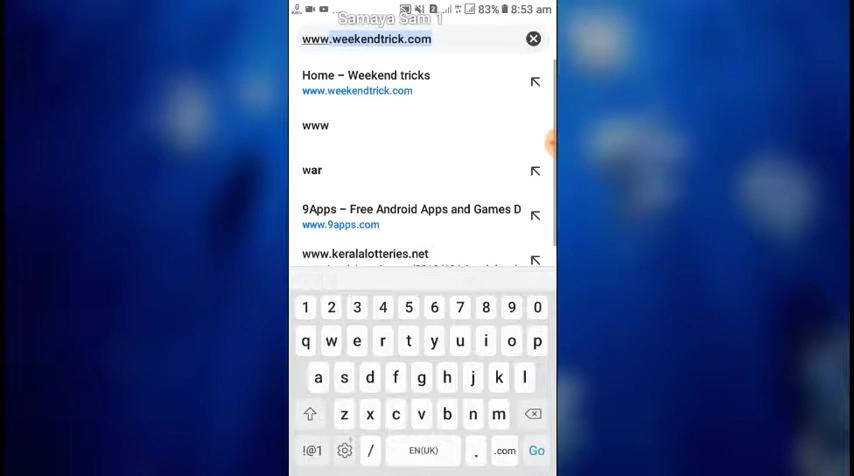 83% 8:53 am
Samaya Sam 1
www.weekendtrick.com
Home – Weekend tricks
www.weekendtrick.com
www
war
9Apps – Free Android Apps and Games D
www.9apps.com
www.keralalotteries.net
1 2 3 4 5 6 7 8 9 0
q w e r t y u i o p
a s d f g h j k l
z x c v b n m
!@1 / EN(UK) . .com Go